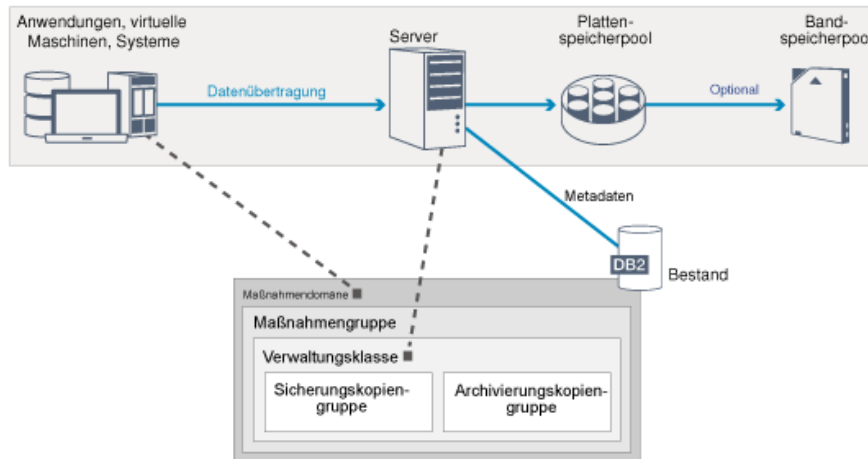 Anwendungen, virtuelle
Maschinen, Systeme
Server
Platten-
speicherpool
Band-
speicherpool
Datenübertragung
Optional
Metadaten
DB2
Bestand
Maßnahmendomäne
Maßnahmengruppe
Verwaltungsklasse
Sicherungskopien-
gruppe
Archivierungskopien-
gruppe